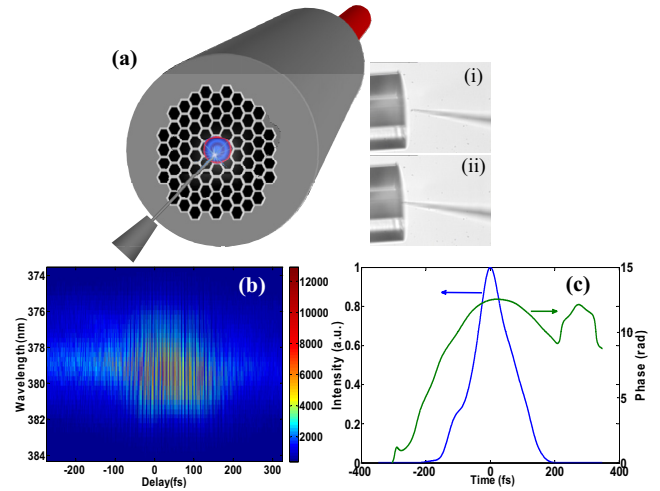 (a)
(i)
(ii)
(b)
374
376
378
380
382
384
Wavelength(nm)
-200 -100 0 100 200 300
Delay(fs)
12000
10000
8000
6000
4000
2000
(c)
1
0.8
0.6
0.4
0.2
0
Intensity (a.u.)
15
10
5
0
Phase (rad)
-400 -200 0 200 400
Time (fs)